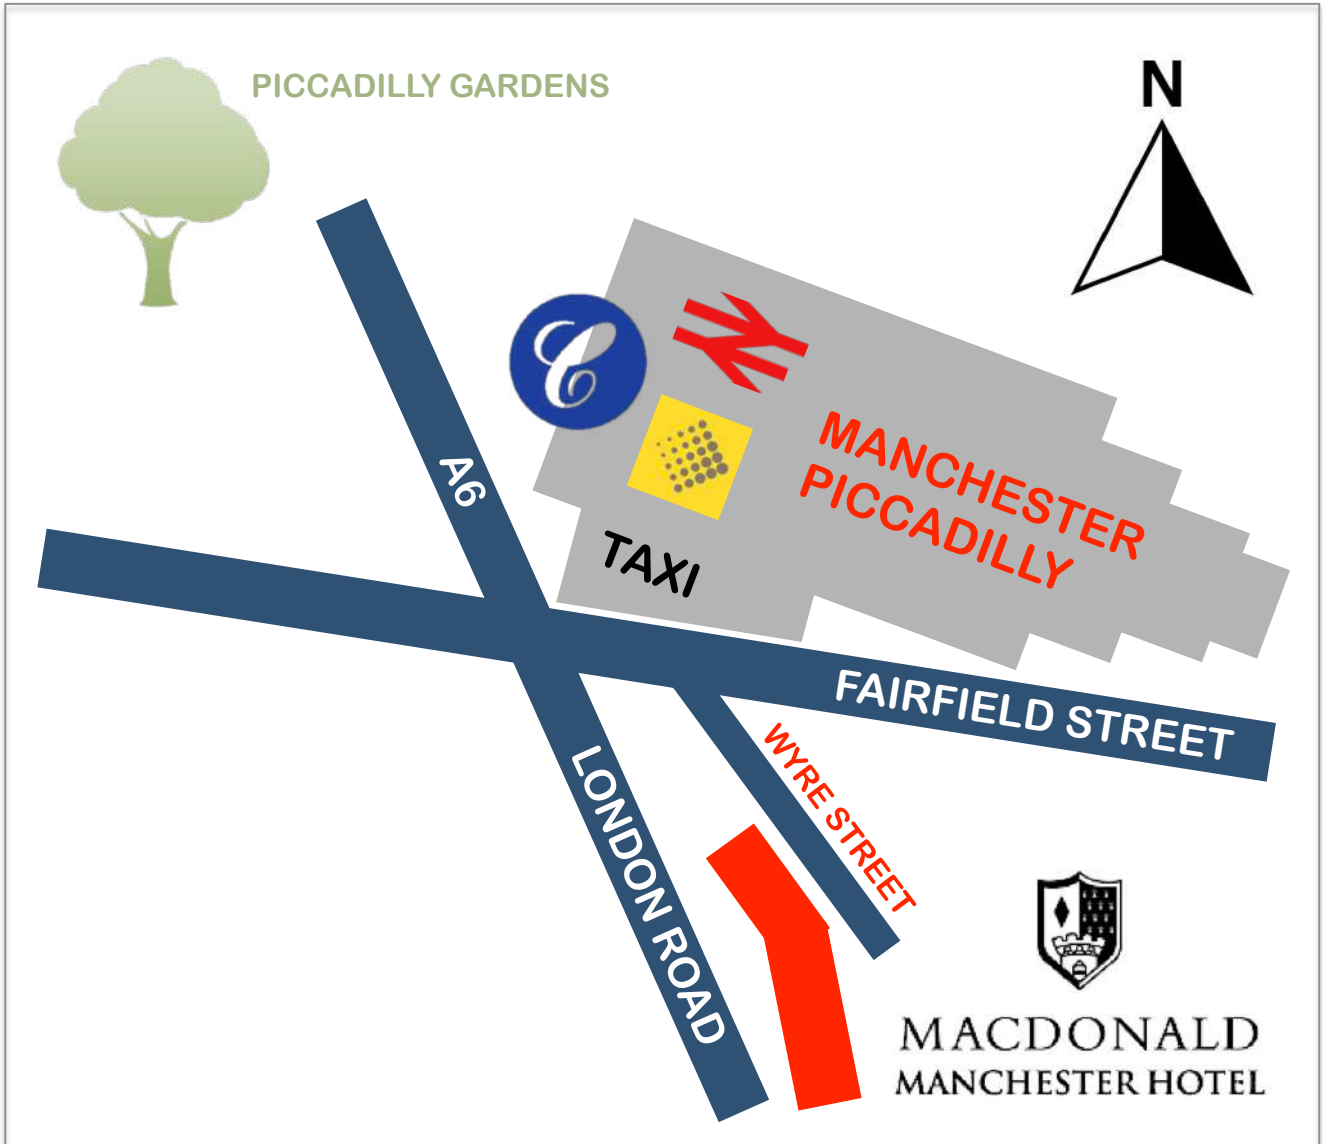 PICCADILLY GARDENS
N
A6
MANCHESTER
PICCADILLY
TAXI
FAIRFIELD STREET
WYRE STREET
LONDON ROAD
MACDONALD
MANCHESTER HOTEL